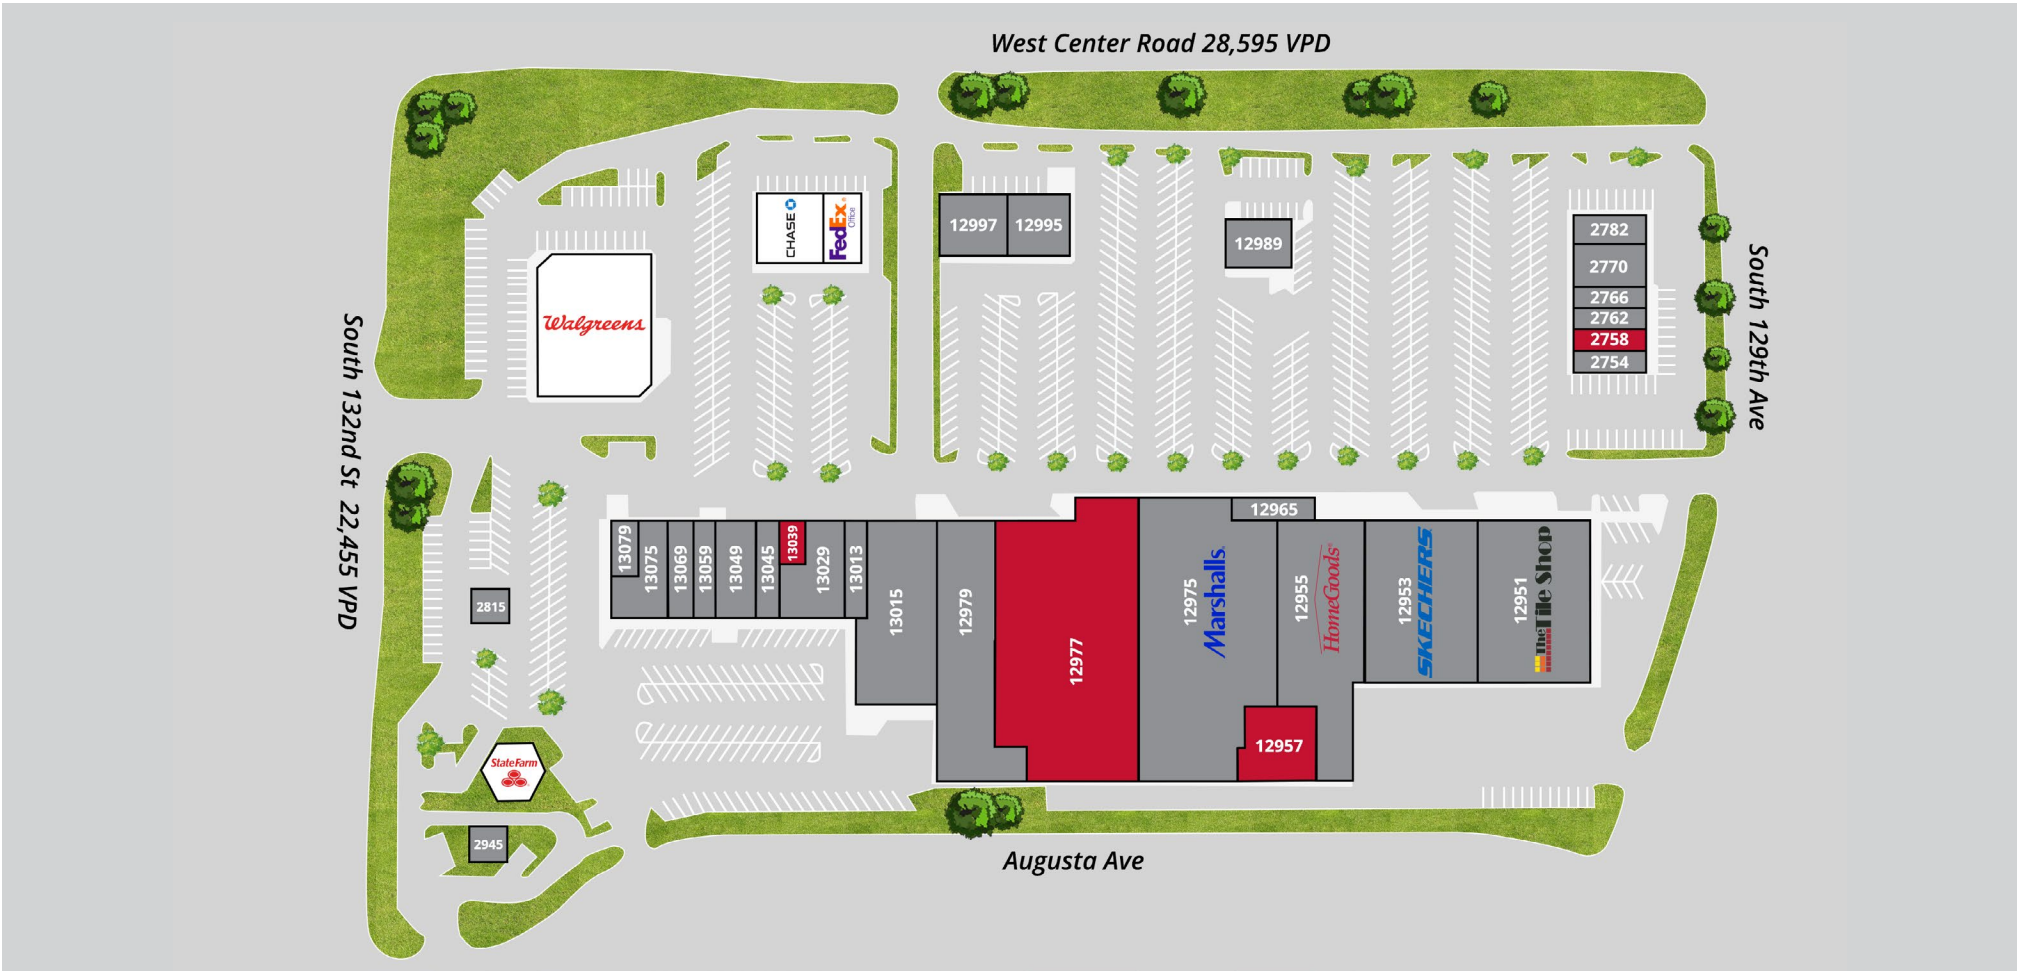 West Center Road 28,595 VPD
CHASE
FedEx
Office
12997
12995
12989
2782
2770
2766
2762
2758
2754
South 129th Ave
Walgreens
South 132nd St 22,455 VPD
13079
13075
13069
13059
13049
13045
13039
13029
13013
13015
12979
12977
12975
Marshalls
12965
12955
HomeGoods
12953
SKECHERS
12951
The Tile Shop
2815
12957
StateFarm
2945
Augusta Ave